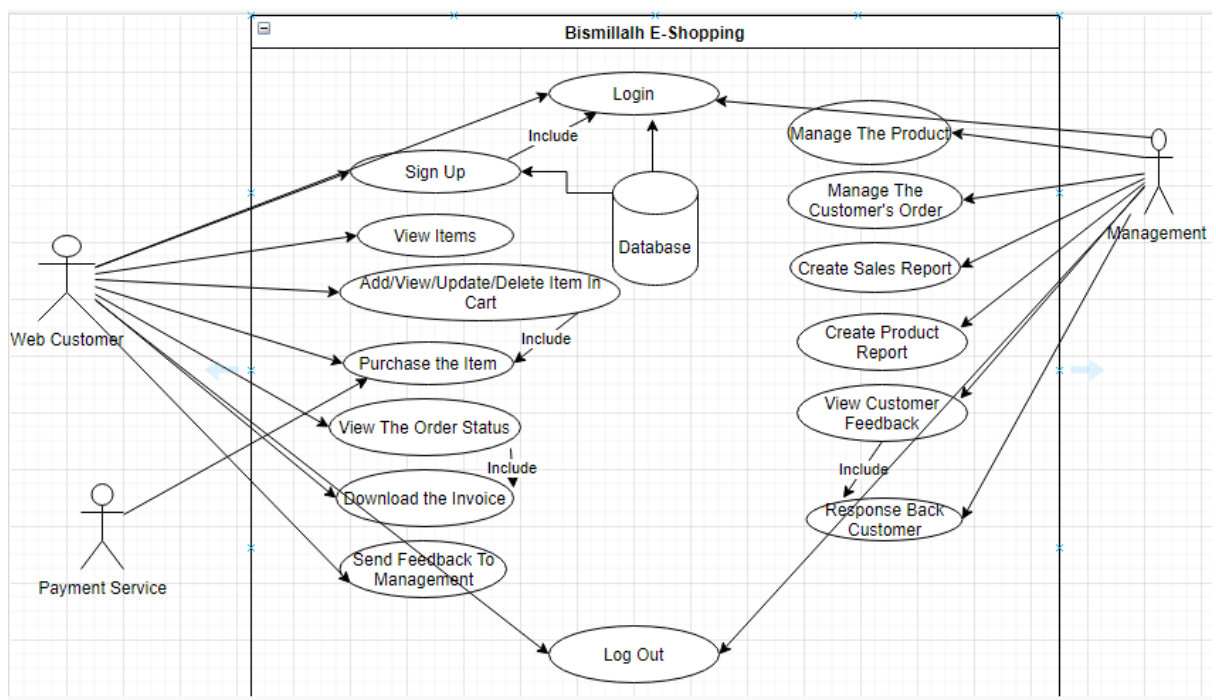 Bismillalh E-Shopping
Login
Include
Manage The Product
Sign Up
Manage The
Customer's Order
Management
View Items
Database
Create Sales Report
Add/View/Update/Delete Item In
Cart
Web Customer
Include
Create Product
Report
Purchase the Item
View Customer
Feedback
View The Order Status
Include
Include
Download the Invoice
Response Back
Customer
Send Feedback To
Management
Payment Service
Log Out